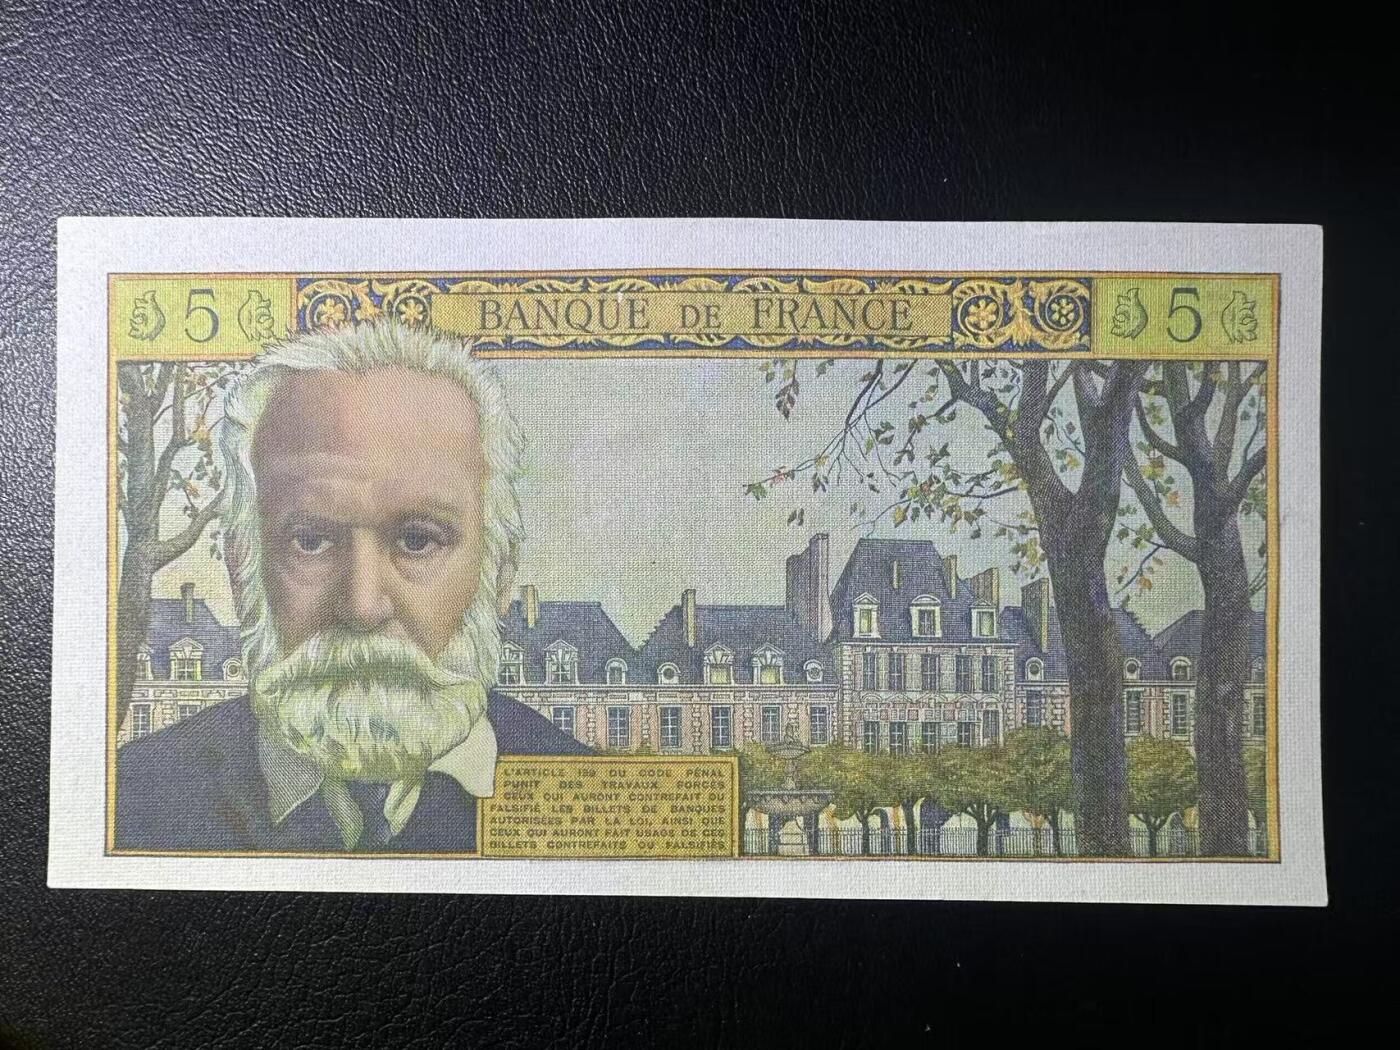 5 BANQUE DE FRANCE 5
L'ARTICLE 139 DU CODE PÉNAL
PUNIT DES TRAVAUX FORCÉS
CEUX QUI AURONT CONTREFAIT OU
FALSIFIÉ LES BILLETS DE BANQUES
AUTORISÉES PAR LA LOI, AINSI QUE
CEUX QUI AURONT FAIT USAGE DE CES
BILLETS CONTREFAITS OU FALSIFIÉS